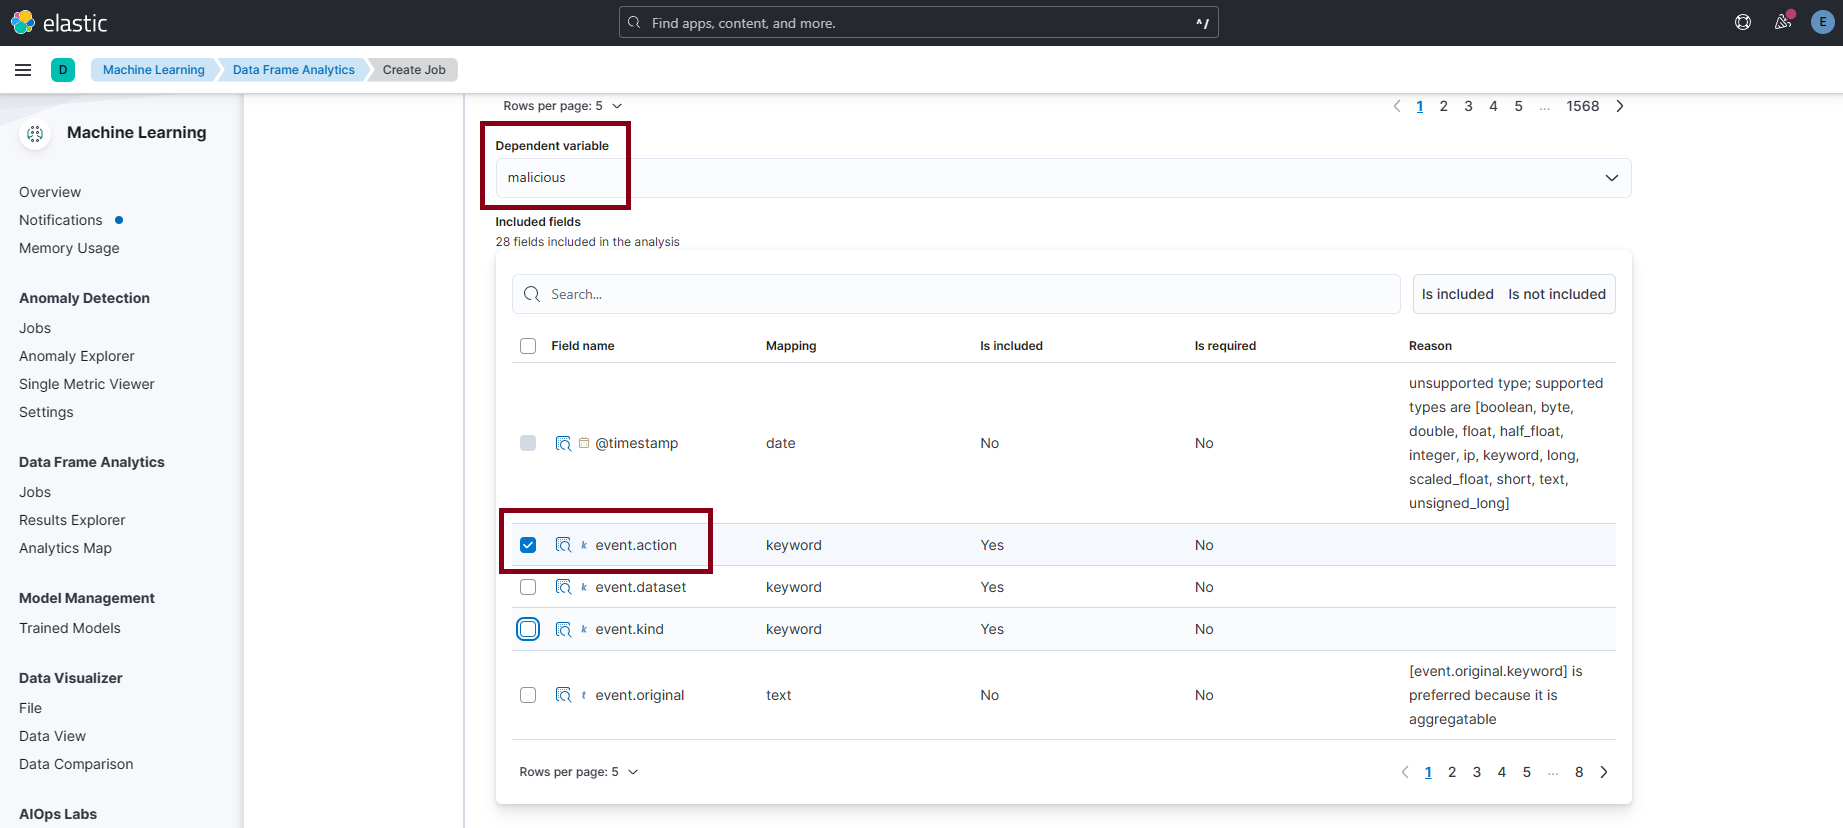 elastic
Find apps, content, and more.
^/
E
D
Machine Learning
Data Frame Analytics
Create Job
Machine Learning
Overview
Notifications
Memory Usage
Anomaly Detection
Jobs
Anomaly Explorer
Single Metric Viewer
Settings
Data Frame Analytics
Jobs
Results Explorer
Analytics Map
Model Management
Trained Models
Data Visualizer
File
Data View
Data Comparison
AIOps Labs
Rows per page: 5
1 2 3 4 5 ... 1568
Dependent variable
malicious
Included fields
28 fields included in the analysis
Search...
Is included Is not included
Field name Mapping Is included Is required Reason
unsupported type; supported
types are [boolean, byte,
double, float, half_float,
integer, ip, keyword, long,
scaled_float, short, text,
unsigned_long]
@timestamp date No No
k event.action keyword Yes No
k event.dataset keyword Yes No
k event.kind keyword Yes No
t event.original text No No
[event.original.keyword] is
preferred because it is
aggregatable
Rows per page: 5
1 2 3 4 5 ... 8